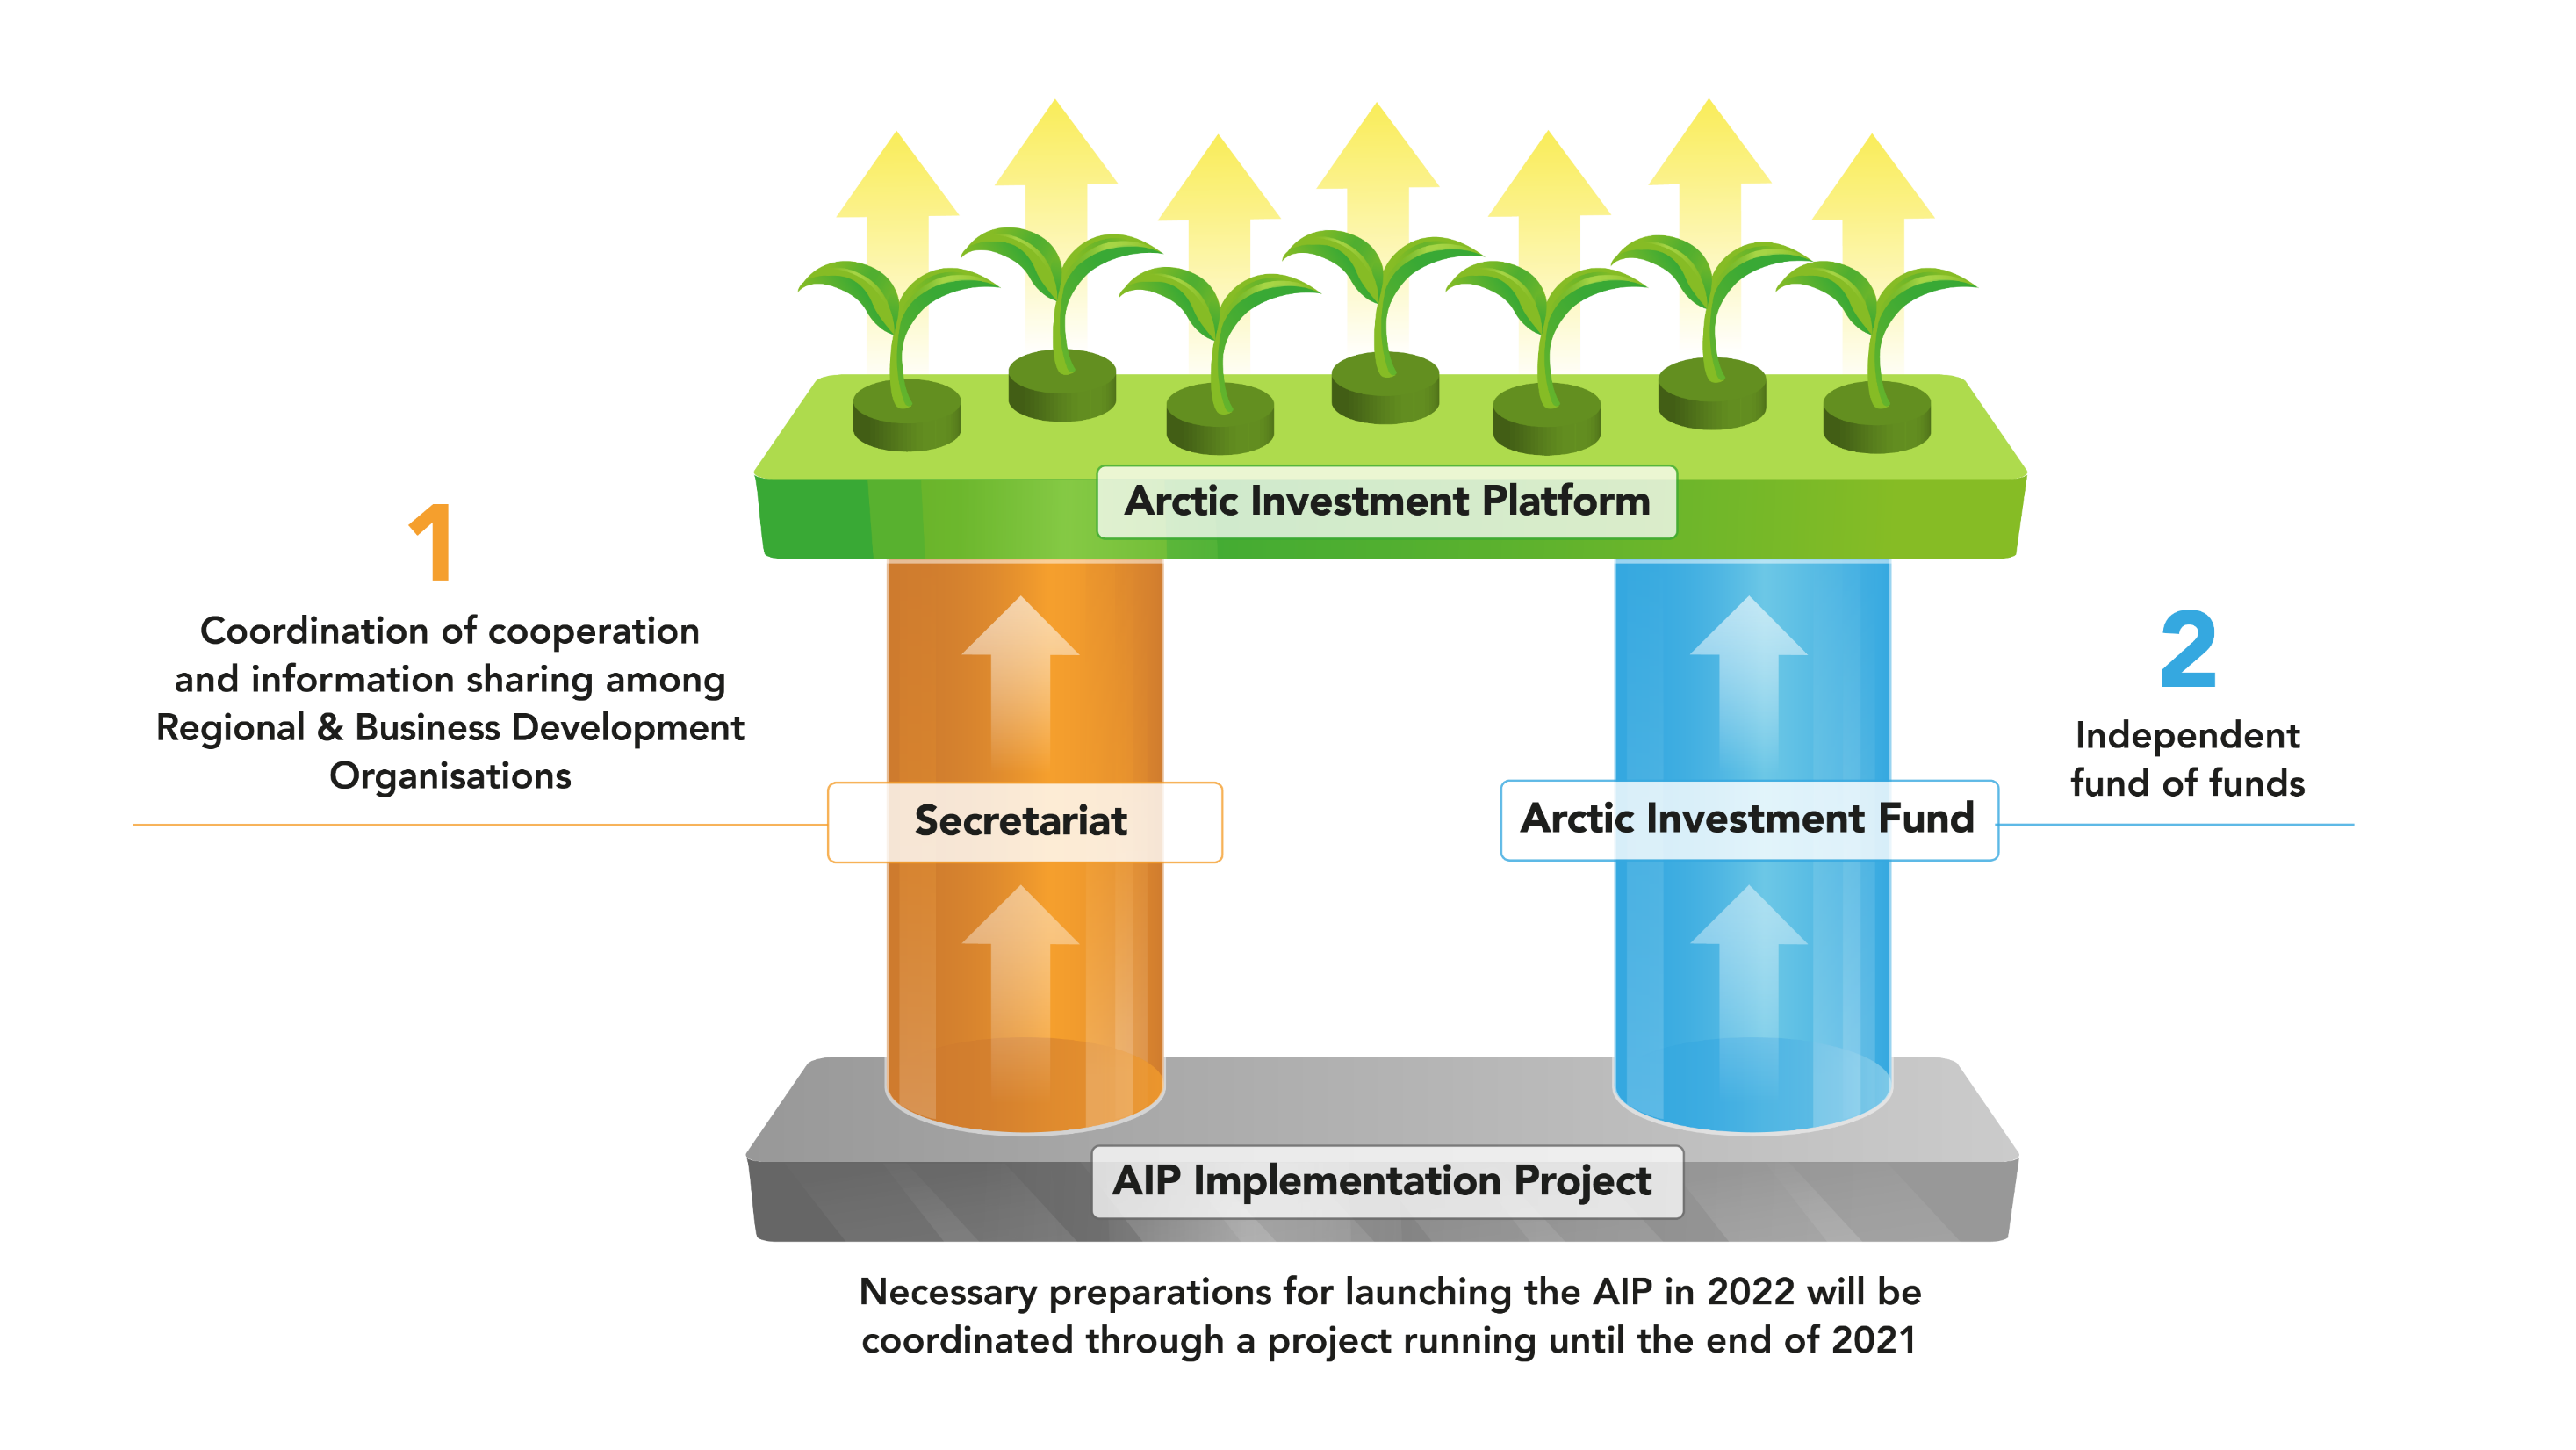 Arctic Investment Platform
1
Coordination of cooperation
and information sharing among
Regional & Business Development
Organisations
Secretariat
2
Independent
fund of funds
Arctic Investment Fund
AIP Implementation Project
Necessary preparations for launching the AIP in 2022 will be
coordinated through a project running until the end of 2021